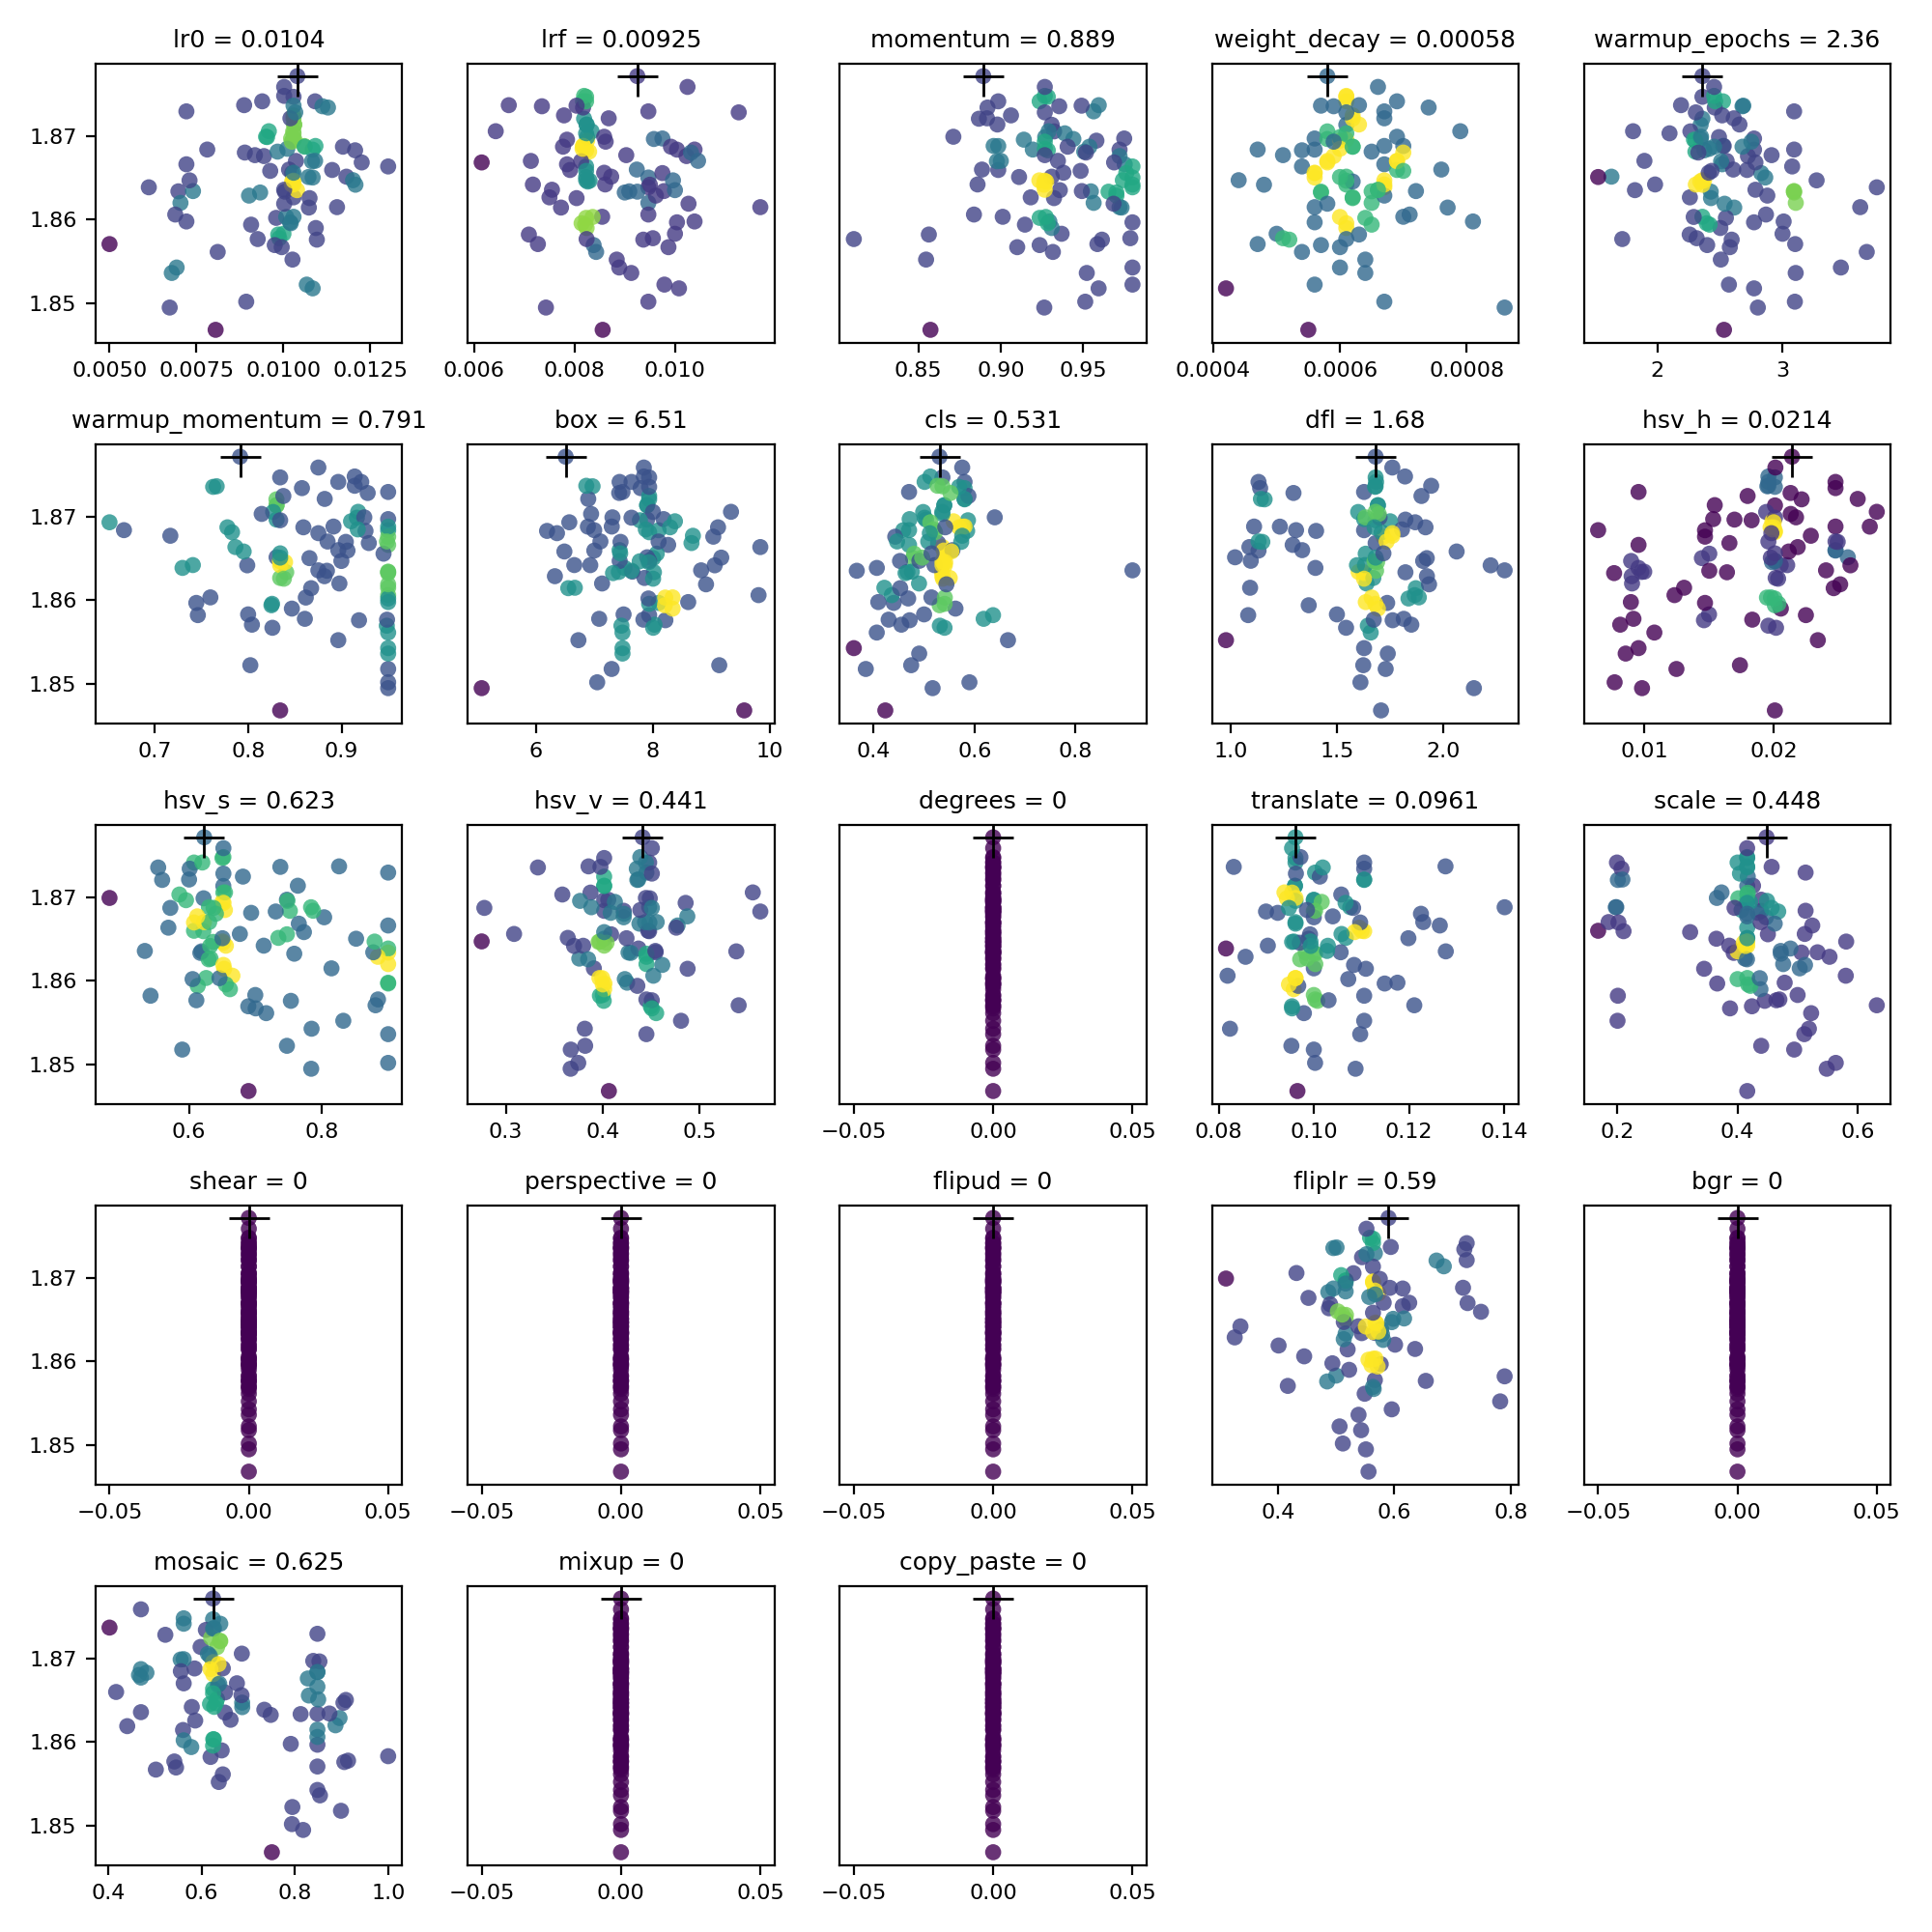 lr0 = 0.0104 lrf = 0.00925 momentum = 0.889 weight_decay = 0.00058 warmup_epochs = 2.36
1.87
1.86
1.85
0.0050 0.0075 0.0100 0.0125 0.006 0.008 0.010 0.85 0.90 0.95 0.0004 0.0006 0.0008 2 3
warmup_momentum = 0.791 box = 6.51 cls = 0.531 dfl = 1.68 hsv_h = 0.0214
1.87
1.86
1.85
0.7 0.8 0.9 6 8 10 0.4 0.6 0.8 1.0 1.5 2.0 0.01 0.02
hsv_s = 0.623 hsv_v = 0.441 degrees = 0 translate = 0.0961 scale = 0.448
1.87
1.86
1.85
0.6 0.8 0.3 0.4 0.5 −0.05 0.00 0.05 0.08 0.10 0.12 0.14 0.2 0.4 0.6
shear = 0 perspective = 0 flipud = 0 fliplr = 0.59 bgr = 0
1.87
1.86
1.85
−0.05 0.00 0.05 −0.05 0.00 0.05 −0.05 0.00 0.05 0.4 0.6 0.8 −0.05 0.00 0.05
mosaic = 0.625 mixup = 0 copy_paste = 0
1.87
1.86
1.85
0.4 0.6 0.8 1.0 −0.05 0.00 0.05 −0.05 0.00 0.05